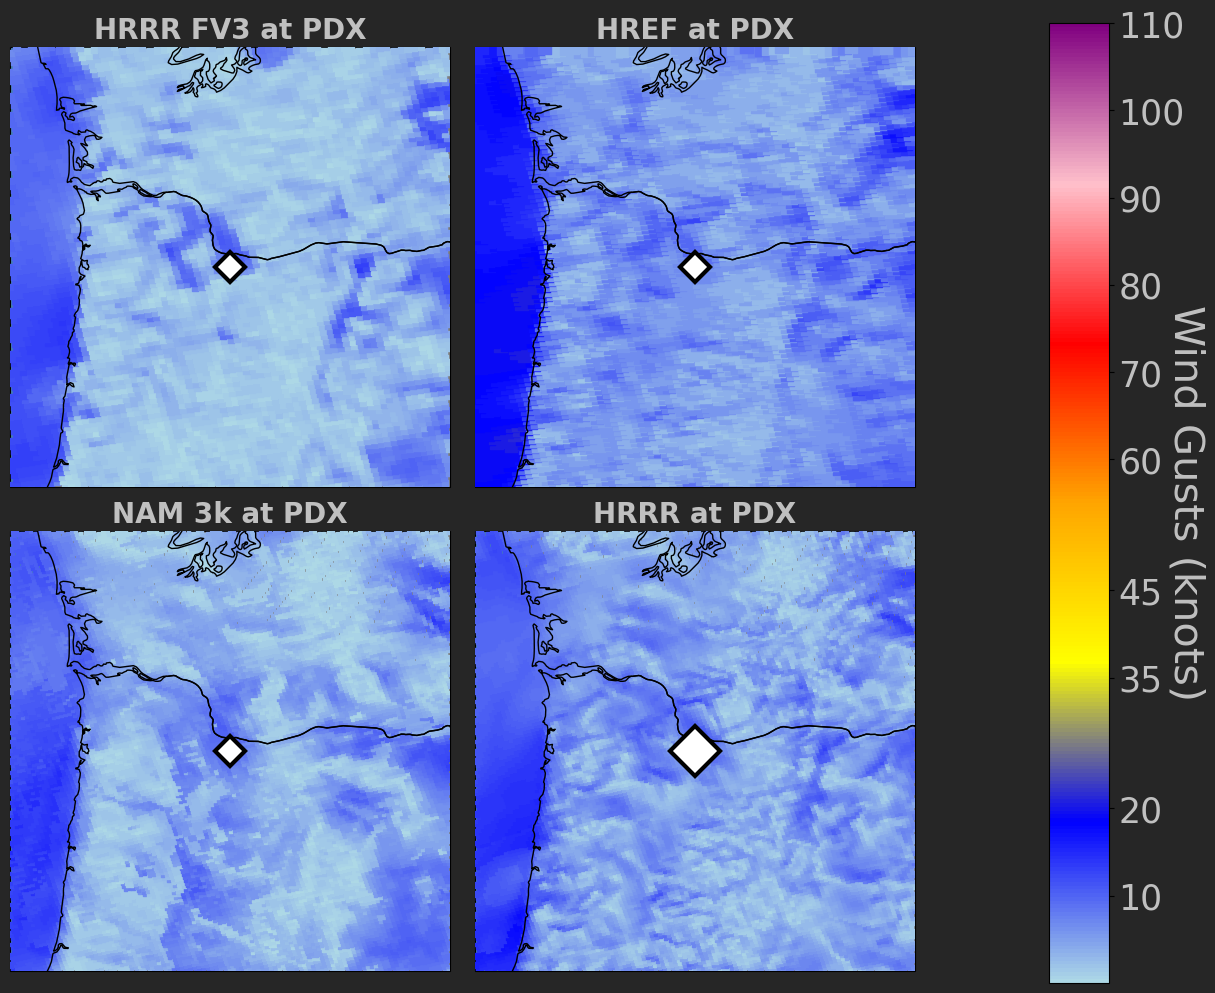 HRRR FV3 at PDX
HREF at PDX
NAM 3k at PDX
HRRR at PDX
110
100
90
80
70
60
45
35
20
10
Wind Gusts (knots)